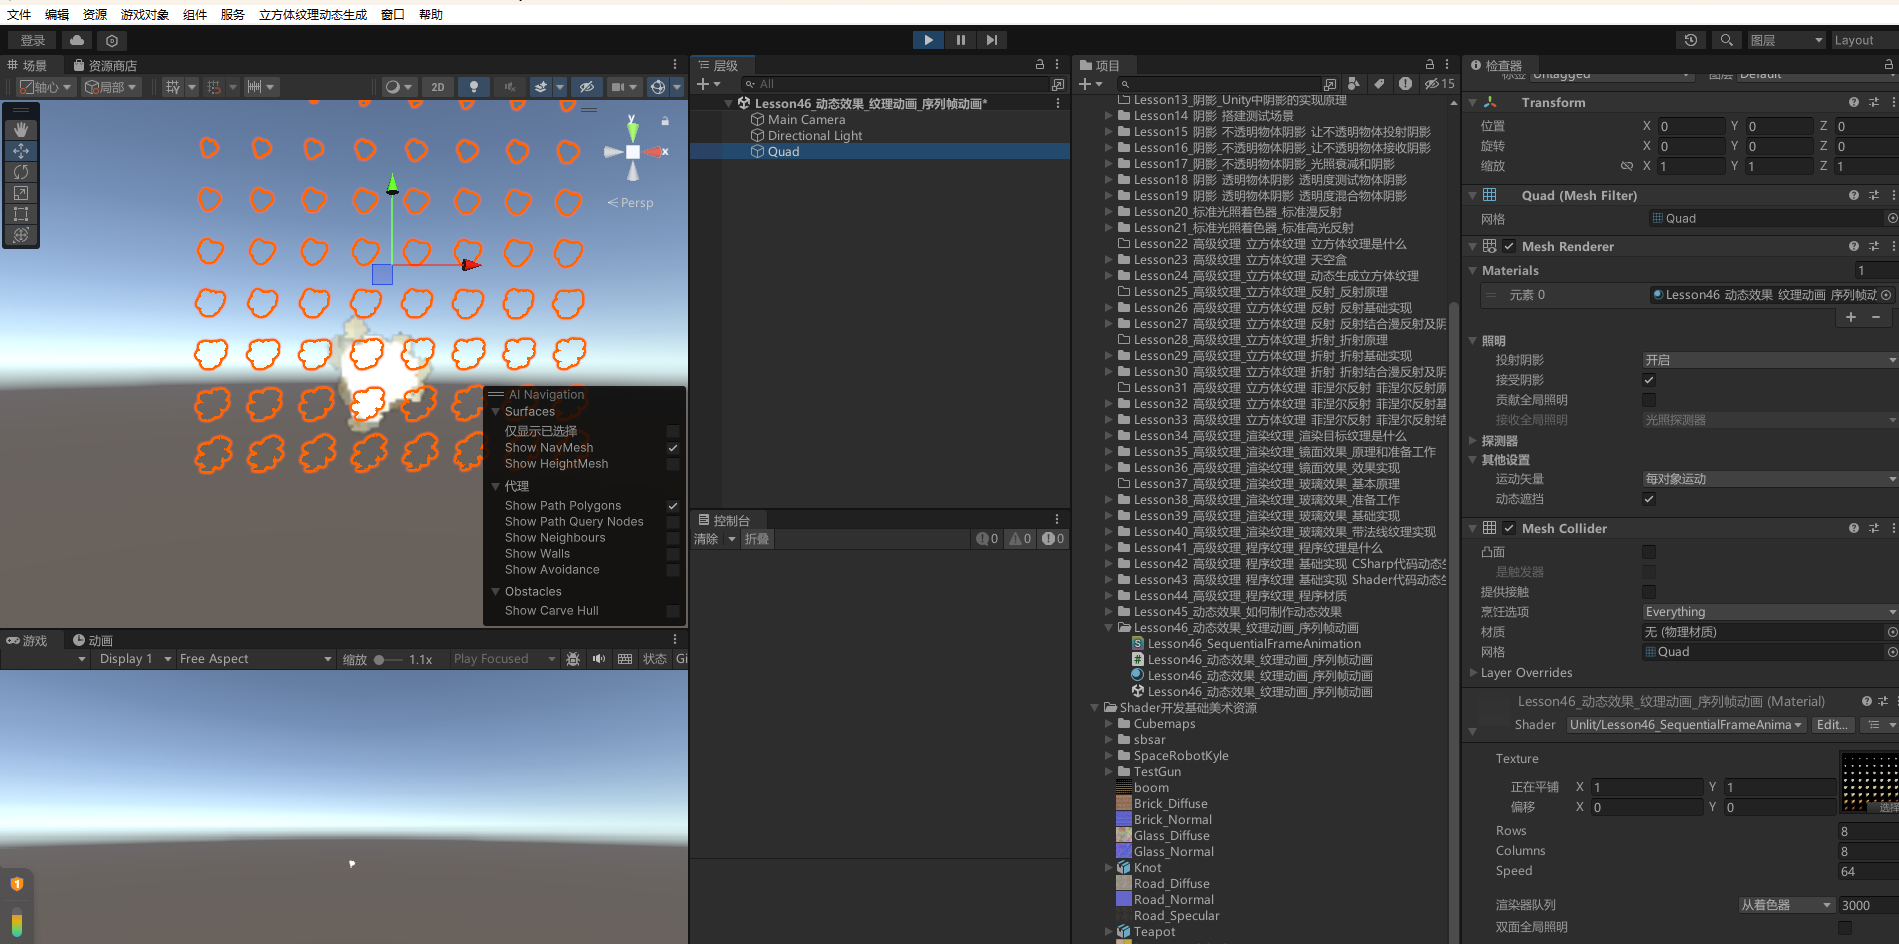 文件 编辑 资源 游戏对象 组件 服务 立方体纹理动态生成 窗口 帮助
登录
图层 Layout
场景 资源商店
轴心 局部 2D
y
x
Persp
AI Navigation
Surfaces
仅显示已选择
Show NavMesh
Show HeightMesh
代理
Show Path Polygons
Show Path Query Nodes
Show Neighbours
Show Walls
Show Avoidance
Obstacles
Show Carve Hull
游戏 动画
Display 1 Free Aspect 缩放 1.1x Play Focused 状态 Gi
1
层级
All
Lesson46_动态效果_纹理动画_序列帧动画*
Main Camera
Directional Light
Quad
控制台
清除 折叠 0 0 0
项目
15
Lesson13_阴影_Unity中阴影的实现原理
Lesson14 阴影 搭建测试场景
Lesson15 阴影 不透明物体阴影 让不透明物体投射阴影
Lesson16_阴影_不透明物体阴影_让不透明物体接收阴影
Lesson17_阴影_不透明物体阴影_光照衰减和阴影
Lesson18 阴影 透明物体阴影 透明度测试物体阴影
Lesson19 阴影 透明物体阴影 透明度混合物体阴影
Lesson20_标准光照着色器_标准漫反射
Lesson21_标准光照着色器_标准高光反射
Lesson22 高级纹理 立方体纹理 立方体纹理是什么
Lesson23 高级纹理 立方体纹理 天空盒
Lesson24_高级纹理_立方体纹理_动态生成立方体纹理
Lesson25_高级纹理_立方体纹理_反射_反射原理
Lesson26 高级纹理 立方体纹理 反射 反射基础实现
Lesson27 高级纹理 立方体纹理 反射 反射结合漫反射及阴
Lesson28_高级纹理_立方体纹理_折射_折射原理
Lesson29_高级纹理_立方体纹理_折射_折射基础实现
Lesson30 高级纹理 立方体纹理 折射 折射结合漫反射及阴
Lesson31 高级纹理 立方体纹理 菲涅尔反射 菲涅尔反射原
Lesson32 高级纹理 立方体纹理 菲涅尔反射 菲涅尔反射基
Lesson33 高级纹理 立方体纹理 菲涅尔反射 菲涅尔反射结
Lesson34_高级纹理_渲染纹理_渲染目标纹理是什么
Lesson35_高级纹理_渲染纹理_镜面效果_原理和准备工作
Lesson36_高级纹理_渲染纹理_镜面效果_效果实现
Lesson37_高级纹理_渲染纹理_玻璃效果_基本原理
Lesson38_高级纹理_渲染纹理_玻璃效果_准备工作
Lesson39_高级纹理_渲染纹理_玻璃效果_基础实现
Lesson40_高级纹理_渲染纹理_玻璃效果_带法线纹理实现
Lesson41_高级纹理_程序纹理_程序纹理是什么
Lesson42 高级纹理 程序纹理 基础实现 CSharp代码动态生
Lesson43 高级纹理 程序纹理 基础实现 Shader代码动态生
Lesson44_高级纹理_程序纹理_程序材质
Lesson45_动态效果_如何制作动态效果
Lesson46_动态效果_纹理动画_序列帧动画
Lesson46_SequentialFrameAnimation
Lesson46_动态效果_纹理动画_序列帧动画
Lesson46_动态效果_纹理动画_序列帧动画
Lesson46_动态效果_纹理动画_序列帧动画
Shader开发基础美术资源
Cubemaps
sbsar
SpaceRobotKyle
TestGun
boom
Brick_Diffuse
Brick_Normal
Glass_Diffuse
Glass_Normal
Knot
Road_Diffuse
Road_Normal
Road_Specular
Teapot
检查器
标签 Untagged 图层 Default
Transform
位置 X 0 Y 0 Z 0
旋转 X 0 Y 0 Z 0
缩放 X 1 Y 1 Z 1
Quad (Mesh Filter)
网格 Quad
Mesh Renderer
Materials 1
元素 0 Lesson46 动态效果 纹理动画 序列帧动
照明
投射阴影 开启
接受阴影
贡献全局照明
接收全局照明 光照探测器
探测器
其他设置
运动矢量 每对象运动
动态遮挡
Mesh Collider
凸面
是触发器
提供接触
烹饪选项 Everything
材质 无 (物理材质)
网格 Quad
Layer Overrides
Lesson46_动态效果_纹理动画_序列帧动画 (Material)
Shader Unlit/Lesson46_SequentialFrameAnima Edit...
Texture
正在平铺 X 1 Y 1
偏移 X 0 Y 0
选择
Rows 8
Columns 8
Speed 64
渲染器队列 从着色器 3000
双面全局照明